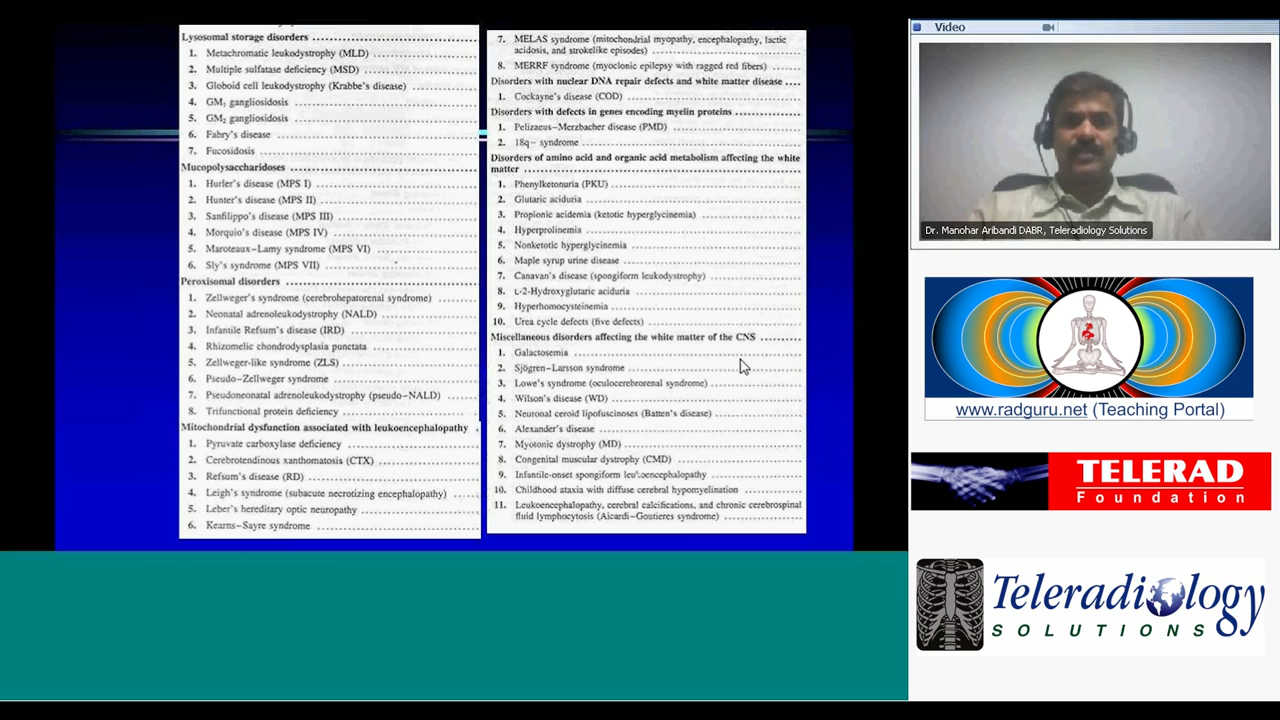 Lysosomal storage disorders
1. Metachromatic leukodystrophy (MLD)
2. Multiple sulfatase deficiency (MSD)
3. Globoid cell leukodystrophy (Krabbe's disease)
4. GM1 gangliosidosis
5. GM2 gangliosidosis
6. Fabry's disease
7. Fucosidosis
Mucopolysaccharidoses
1. Hurler's disease (MPS I)
2. Hunter's disease (MPS II)
3. Sanfilippo's disease (MPS III)
4. Morquio's disease (MPS IV)
5. Maroteaux-Lamy syndrome (MPS VI)
6. Sly's syndrome (MPS VII)
Peroxisomal disorders
1. Zellweger's syndrome (cerebrohepatorenal syndrome)
2. Neonatal adrenoleukodystrophy (NALD)
3. Infantile Refsum's disease (IRD)
4. Rhizomelic chondrodysplasia punctata
5. Zellweger-like syndrome (ZLS)
6. Pseudo-Zellweger syndrome
7. Pseudoneonatal adrenoleukodystrophy (pseudo-NALD)
8. Trifunctional protein deficiency
Mitochondrial dysfunction associated with leukoencephalopathy
1. Pyruvate carboxylase deficiency
2. Cerebrotendinous xanthomatosis (CTX)
3. Refsum's disease (RD)
4. Leigh's syndrome (subacute necrotizing encephalopathy)
5. Leber's hereditary optic neuropathy
6. Kearns-Sayre syndrome
7. MELAS syndrome (mitochondrial myopathy, encephalopathy, lactic
acidosis, and strokelike episodes)
8. MERRF syndrome (myoclonic epilepsy with ragged red fibers)
Disorders with nuclear DNA repair defects and white matter disease
1. Cockayne's disease (COD)
Disorders with defects in genes encoding myelin proteins
1. Pelizaeus-Merzbacher disease (PMD)
2. 18q- syndrome
Disorders of amino acid and organic acid metabolism affecting the white
matter
1. Phenylketonuria (PKU)
2. Glutaric aciduria
3. Propionic acidemia (ketotic hyperglycinemia)
4. Hyperprolinemia
5. Nonketotic hyperglycinemia
6. Maple syrup urine disease
7. Canavan's disease (spongiform leukodystrophy)
8. L-2-Hydroxyglutaric aciduria
9. Hyperhomocysteinemia
10. Urea cycle defects (five defects)
Miscellaneous disorders affecting the white matter of the CNS
1. Galactosemia
2. Sjögren-Larsson syndrome
3. Lowe's syndrome (oculocerebrorenal syndrome)
4. Wilson's disease (WD)
5. Neuronal ceroid lipofuscinoses (Batten's disease)
6. Alexander's disease
7. Myotonic dystrophy (MD)
8. Congenital muscular dystrophy (CMD)
9. Infantile-onset spongiform leukoencephalopathy
10. Childhood ataxia with diffuse cerebral hypomyelination
11. Leukoencephalopathy, cerebral calcifications, and chronic cerebrospinal
fluid lymphocytosis (Aicardi-Goutieres syndrome)
Video
Dr. Manohar Aribandi DABR, Teleradiology Solutions
www.radguru.net (Teaching Portal)
TELERAD
Foundation
Teleradiology
SOLUTIONS